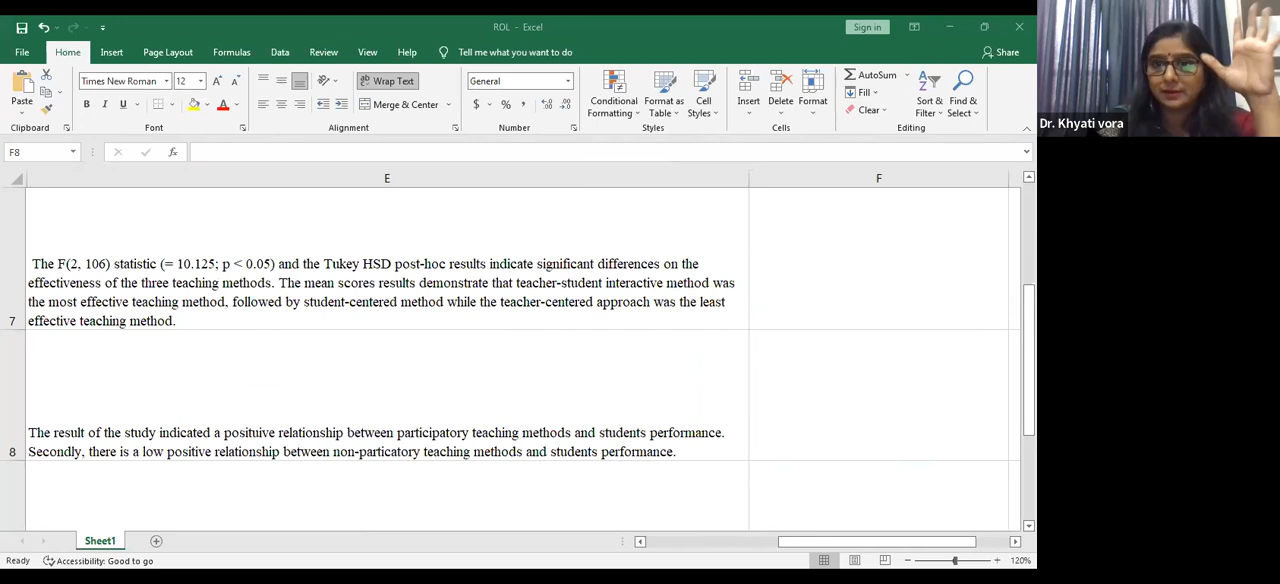 ROL - Excel
Sign in
File Home Insert Page Layout Formulas Data Review View Help Tell me what you want to do Share
Paste
Clipboard
Times New Roman 12
B I U
Font
Wrap Text
Merge & Center
Alignment
General
$ % ,
Number
Conditional Formatting
Format as Table
Cell Styles
Styles
Insert Delete Format
Cells
AutoSum
Fill
Clear
Sort & Filter
Find & Select
Editing
Dr. Khyati vora
F8
fx
E F
The F(2, 106) statistic (= 10.125; p < 0.05) and the Tukey HSD post-hoc results indicate significant differences on the
effectiveness of the three teaching methods. The mean scores results demonstrate that teacher-student interactive method was
the most effective teaching method, followed by student-centered method while the teacher-centered approach was the least
7 effective teaching method.
The result of the study indicated a posituive relationship between participatory teaching methods and students performance.
8 Secondly, there is a low positive relationship between non-particatory teaching methods and students performance.
Sheet1
Ready Accessibility: Good to go 120%